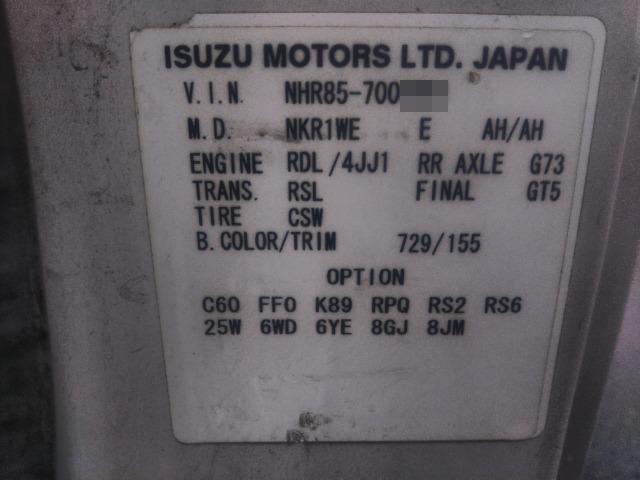 ISUZU MOTORS LTD. JAPAN
V.I.N. NHR85-700
M.D. NKR1WE E AH/AH
ENGINE RDL/4JJ1 RR AXLE G73
TRANS. RSL FINAL GT5
TIRE CSW
B.COLOR/TRIM 729/155
OPTION
C60 FF0 K89 RPQ RS2 RS6
25W 6WD 6YE 8GJ 8JM